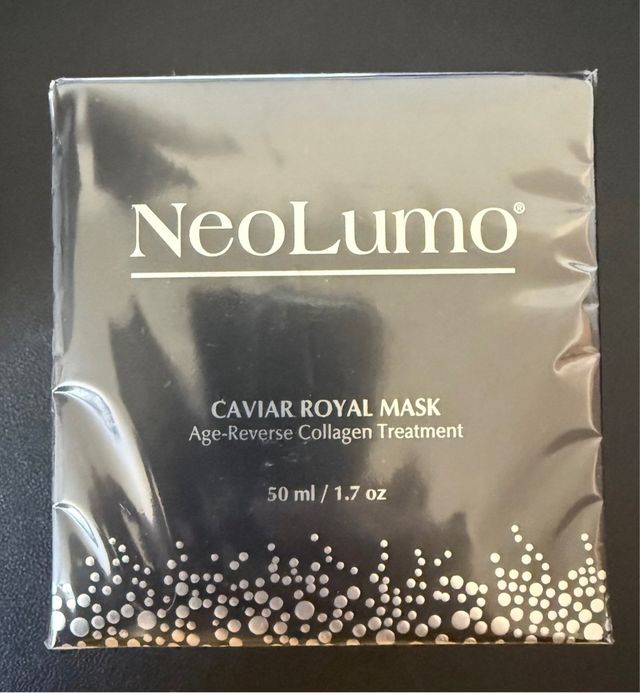 NeoLumo®
CAVIAR ROYAL MASK
Age-Reverse Collagen Treatment
50 ml / 1.7 oz